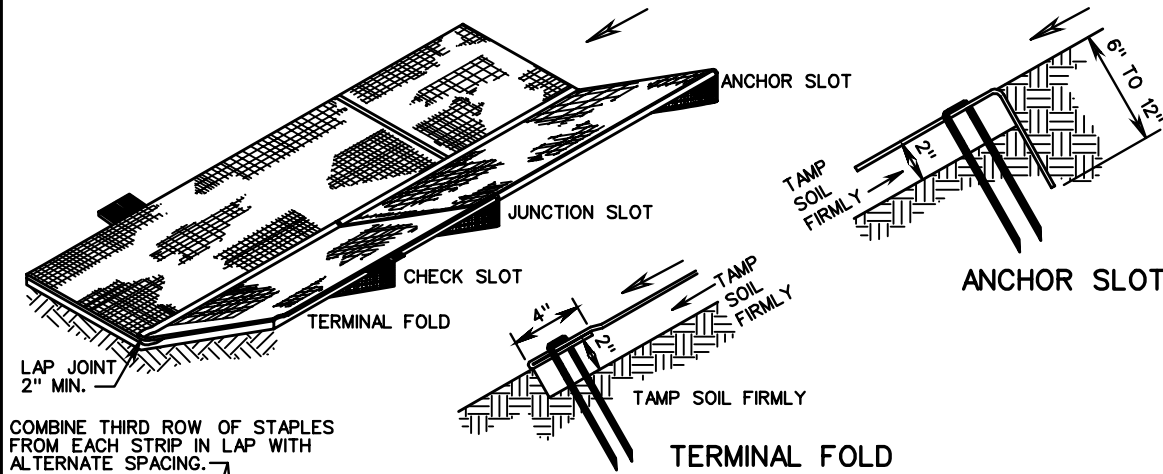 ANCHOR SLOT
JUNCTION SLOT
CHECK SLOT
TERMINAL FOLD
LAP JOINT
2" MIN.
COMBINE THIRD ROW OF STAPLES
FROM EACH STRIP IN LAP WITH
ALTERNATE SPACING.
6" TO 12"
2"
TAMP
SOIL
FIRMLY
ANCHOR SLOT
4"
2"
TAMP
SOIL
FIRMLY
TAMP SOIL FIRMLY
TERMINAL FOLD